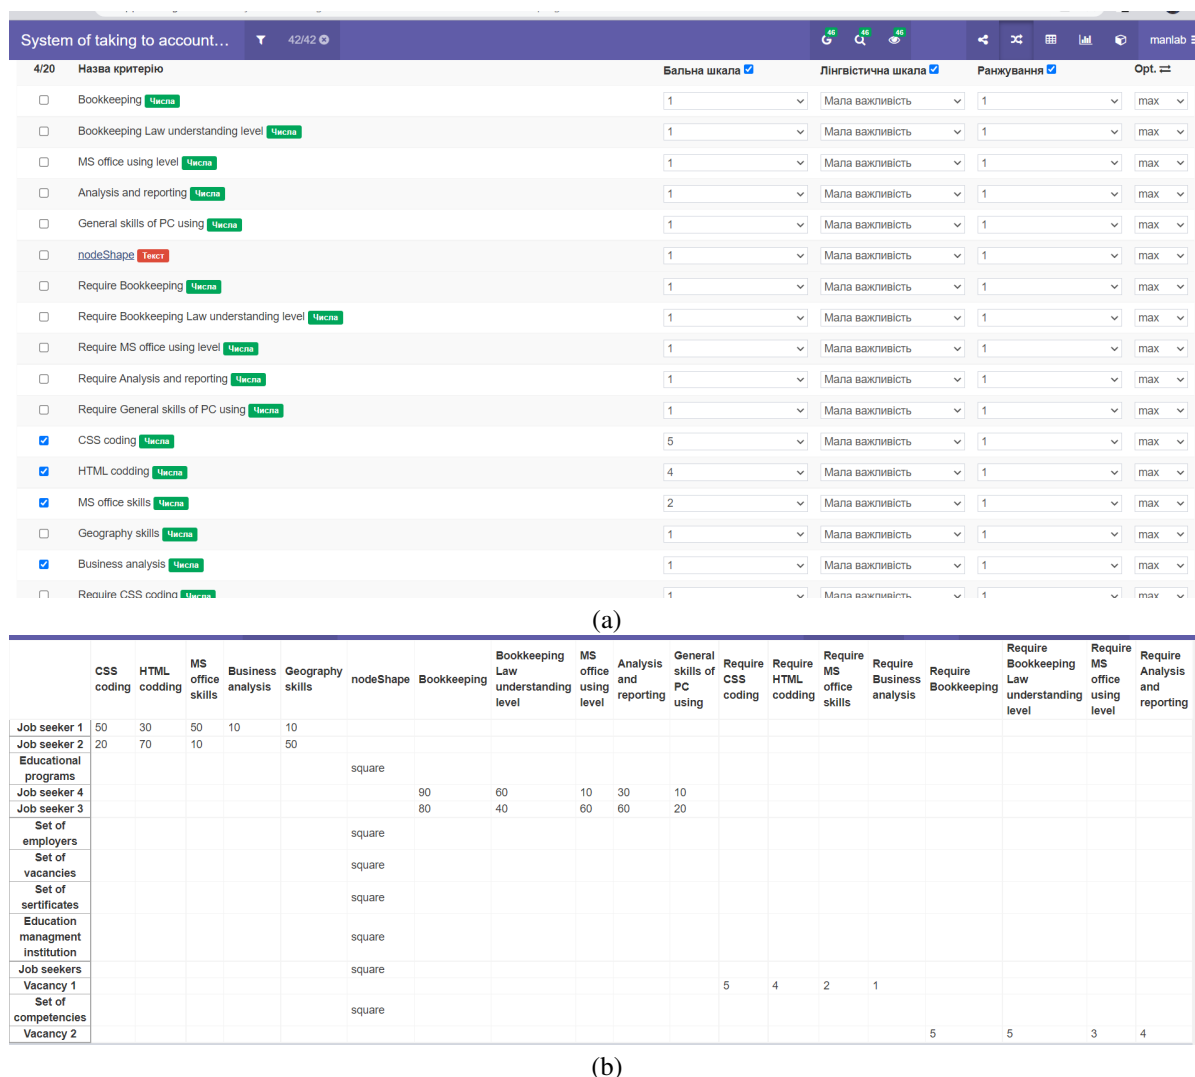 System of taking to account... 42/42 46 46 46 manlab
4/20 Назва критерію Бальна шкала Лінгвістична шкала Ранжування Opt.
Bookkeeping Числа 1 Мала важливість 1 max
Bookkeeping Law understanding level Числа 1 Мала важливість 1 max
MS office using level Числа 1 Мала важливість 1 max
Analysis and reporting Числа 1 Мала важливість 1 max
General skills of PC using Числа 1 Мала важливість 1 max
nodeShape Текст 1 Мала важливість 1 max
Require Bookkeeping Числа 1 Мала важливість 1 max
Require Bookkeeping Law understanding level Числа 1 Мала важливість 1 max
Require MS office using level Числа 1 Мала важливість 1 max
Require Analysis and reporting Числа 1 Мала важливість 1 max
Require General skills of PC using Числа 1 Мала важливість 1 max
CSS coding Числа 5 Мала важливість 1 max
HTML codding Числа 4 Мала важливість 1 max
MS office skills Числа 2 Мала важливість 1 max
Geography skills Числа 1 Мала важливість 1 max
Business analysis Числа 1 Мала важливість 1 max
Require CSS coding Числа 1 Мала важливість 1 max
(a)
CSS coding HTML codding MS office skills Business analysis Geography skills nodeShape Bookkeeping Bookkeeping Law understanding level MS office using level Analysis and reporting General skills of PC using Require CSS coding Require HTML codding Require MS office skills Require Business analysis Require Bookkeeping Require Bookkeeping Law understanding level Require MS office using level Require Analysis and reporting
Job seeker 1 50 30 50 10 10
Job seeker 2 20 70 10 50
Educational programs square
Job seeker 4 90 60 10 30 10
Job seeker 3 80 40 60 60 20
Set of employers square
Set of vacancies square
Set of sertificates square
Education managment institution square
Job seekers square
Vacancy 1 5 4 2 1
Set of competencies square
Vacancy 2 5 5 3 4
(b)